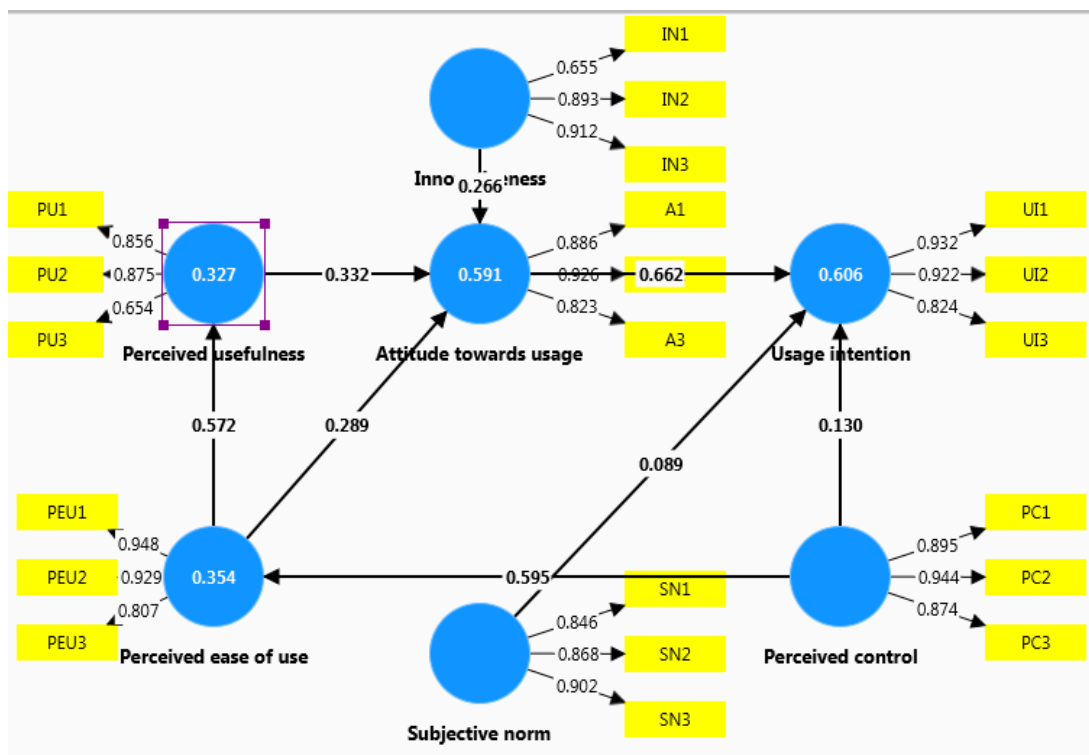 IN1
0.655
0.893
IN2
0.912
IN3
0.266
PU1
0.856
PU2
0.875
0.654
PU3
0.327
Perceived usefulness
0.332
A1
0.886
0.591
0.926
0.662
0.823
A3
Attitude towards usage
UI1
0.932
0.606
0.922
UI2
0.824
UI3
Usage intention
0.572
0.289
0.130
0.089
PEU1
0.948
PEU2
0.929
0.354
0.807
PEU3
Perceived ease of use
0.595
SN1
0.846
0.868
SN2
0.902
SN3
Subjective norm
PC1
0.895
0.944
PC2
0.874
PC3
Perceived control